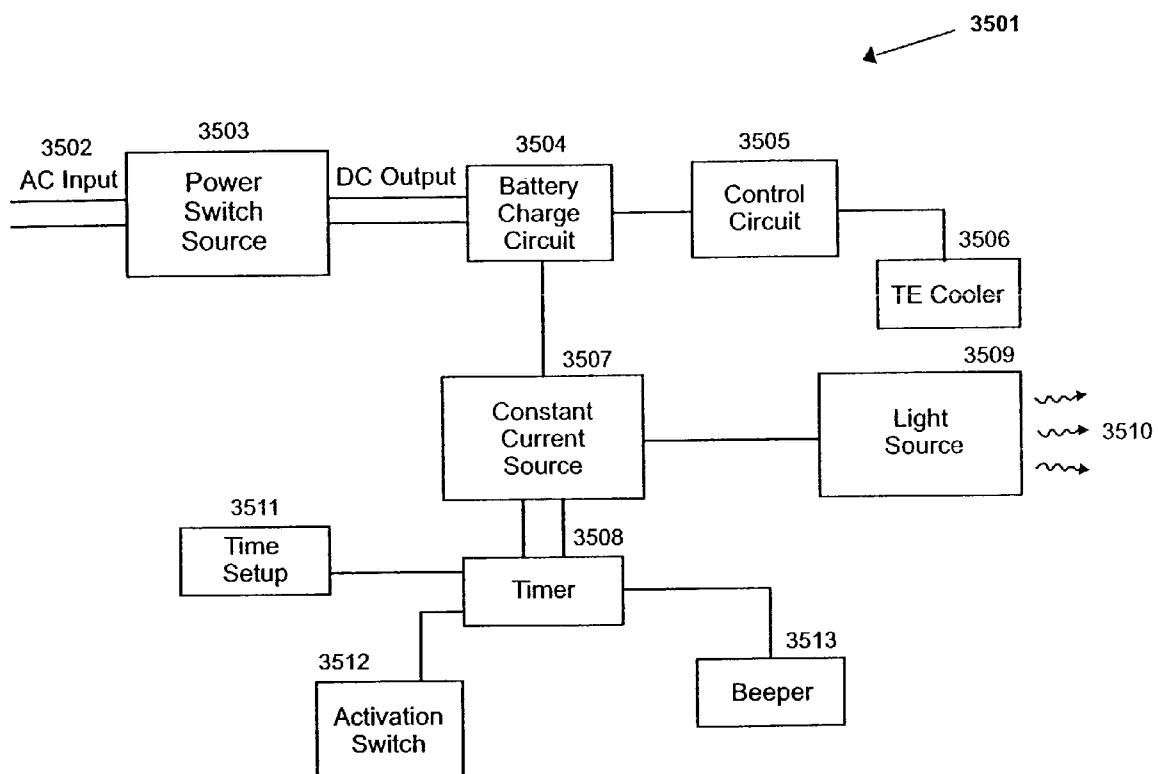 3501
3502
AC Input
3503
Power
Switch
Source
DC Output
3504
Battery
Charge
Circuit
3505
Control
Circuit
3506
TE Cooler
3507
Constant
Current
Source
3509
Light
Source
3510
3511
Time
Setup
3508
Timer
3512
Activation
Switch
3513
Beeper